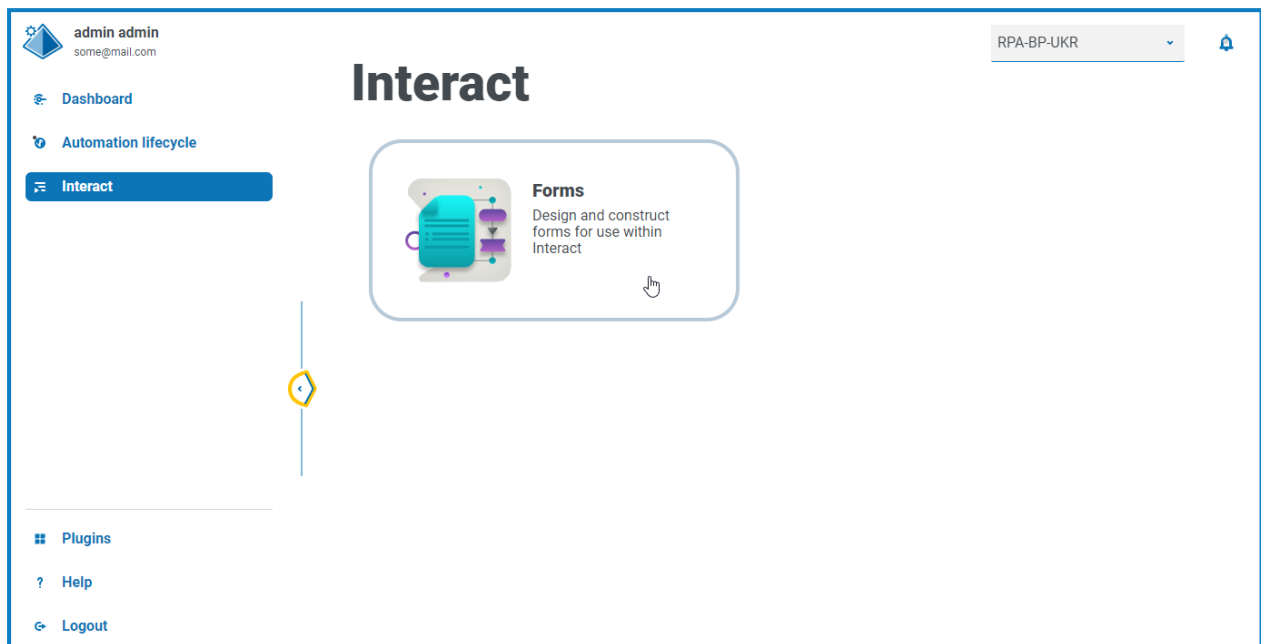 admin admin
some@mail.com
RPA-BP-UKR
Interact
Dashboard
Automation lifecycle
Interact
Forms
Design and construct
forms for use within
Interact
Plugins
? Help
Logout